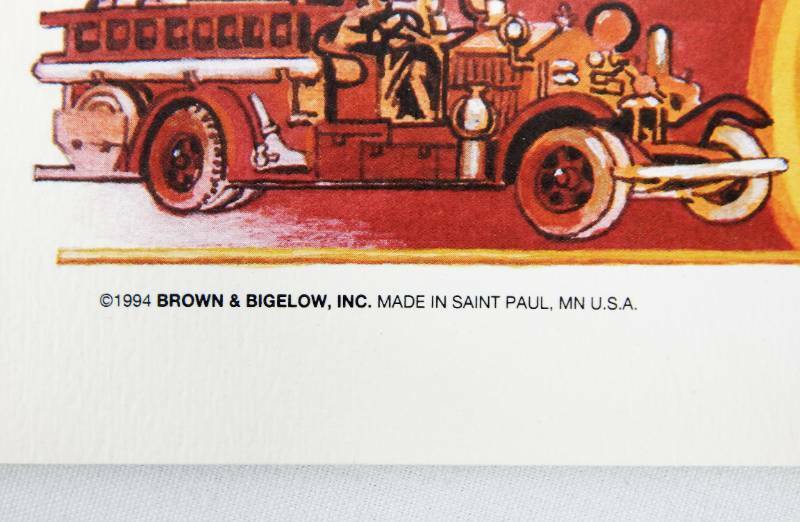 ©1994 BROWN & BIGELOW, INC. MADE IN SAINT PAUL, MN U.S.A.